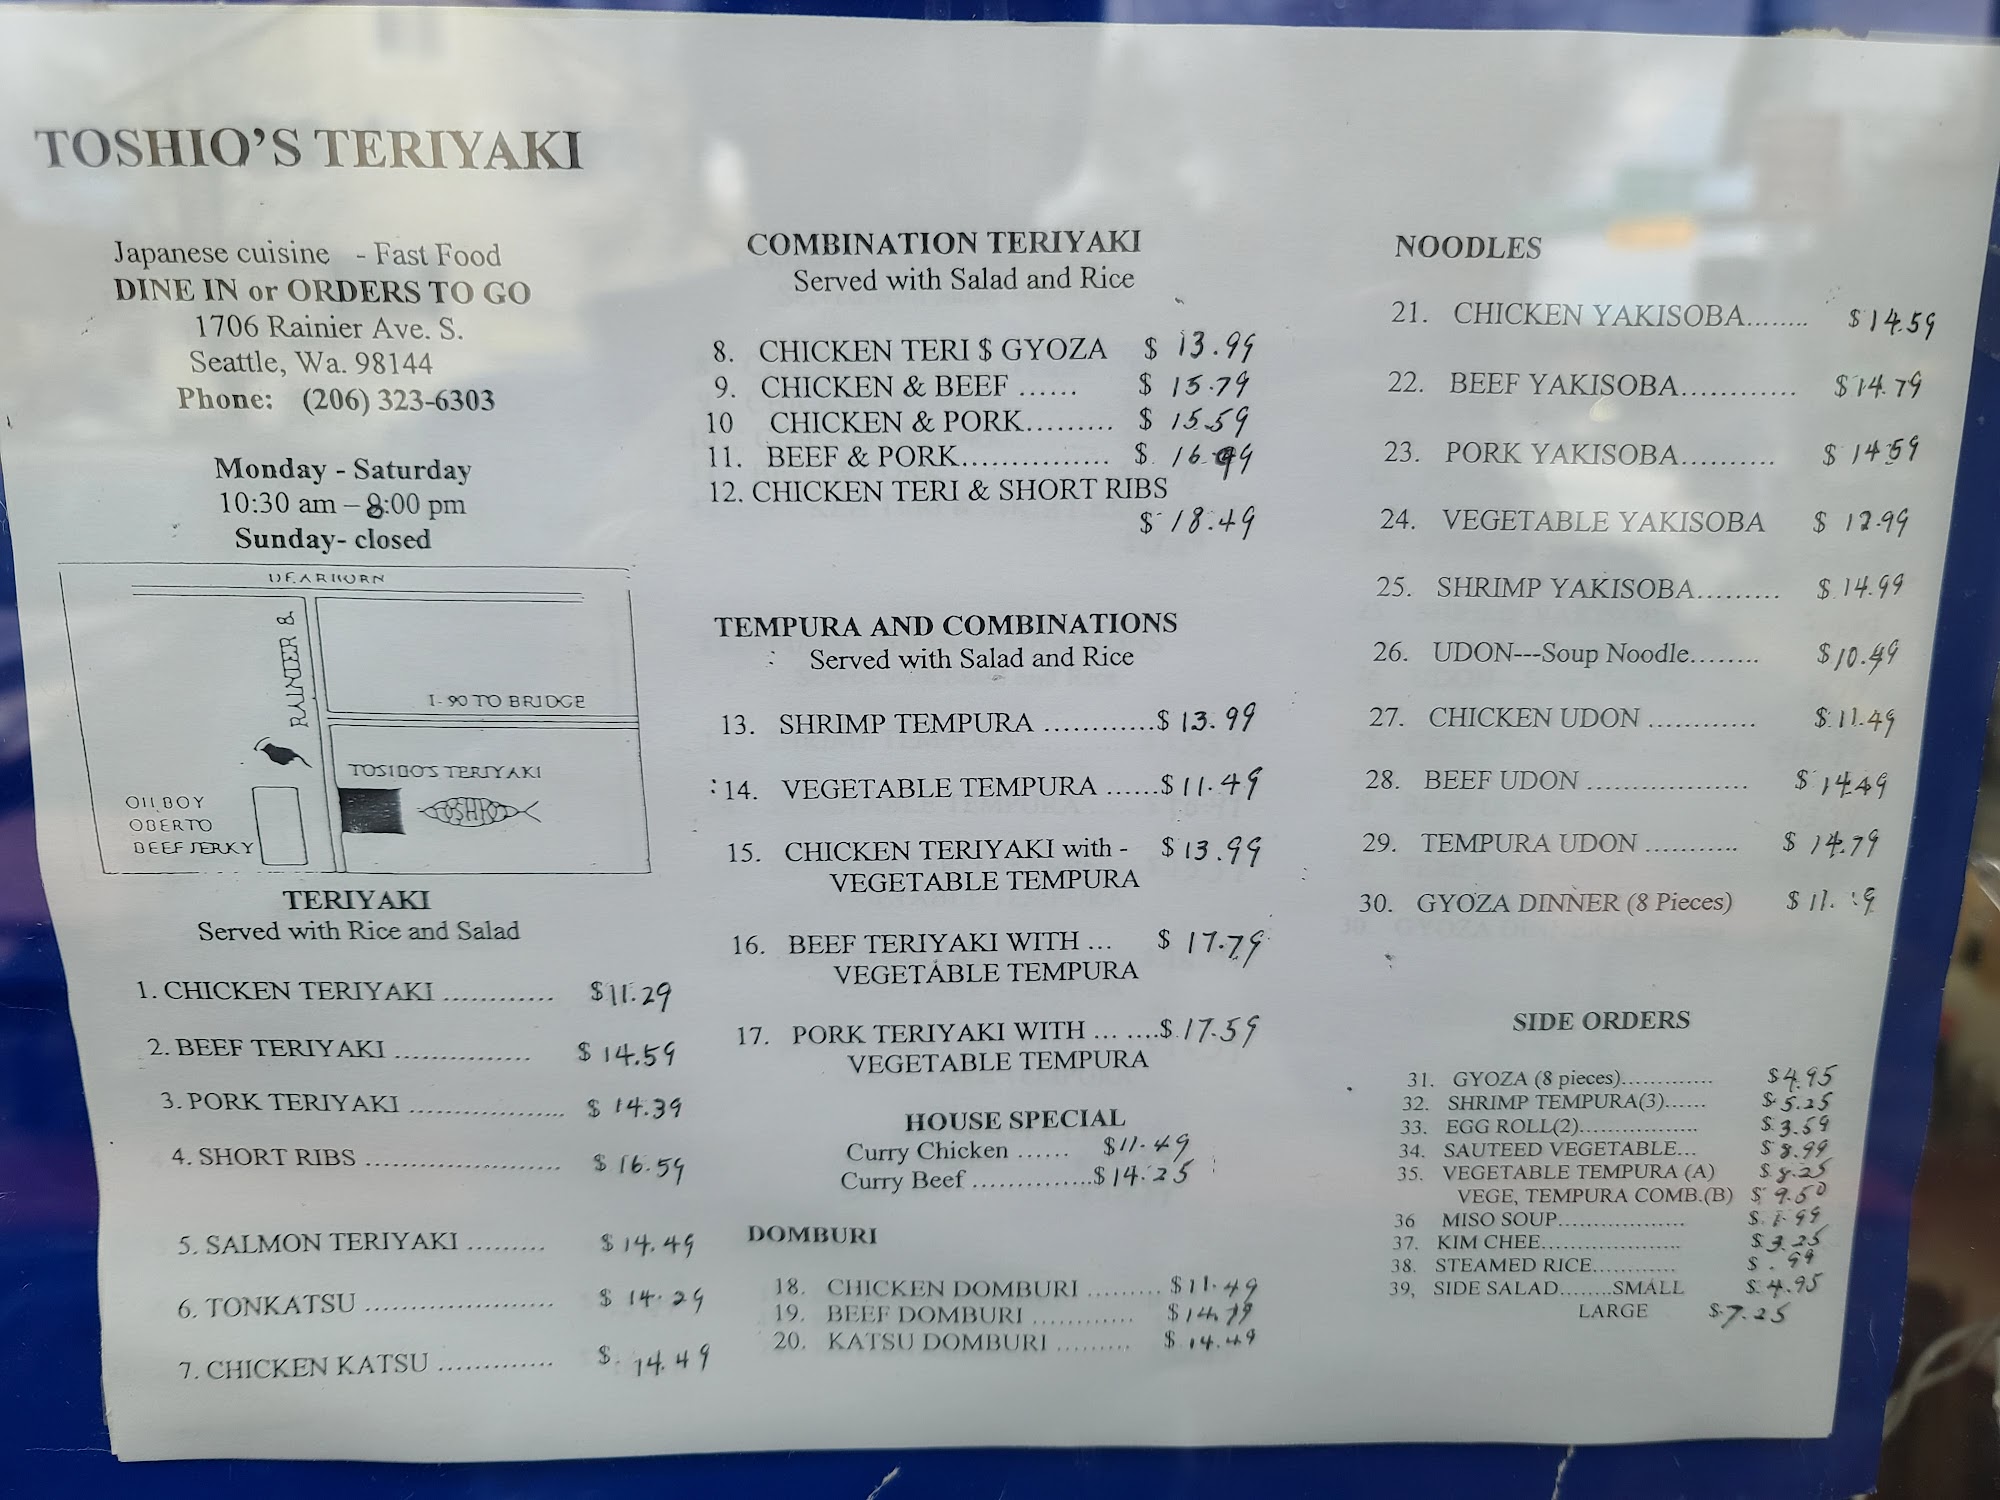 TOSHIO'S TERIYAKI
Japanese cuisine - Fast Food
DINE IN or ORDERS TO GO
1706 Rainier Ave. S.
Seattle, Wa. 98144
Phone: (206) 323-6303
Monday - Saturday
10:30 am – 8:00 pm
Sunday- closed
DEARBORN
RAINIER &
I-90 TO BRIDGE
TOSHIO'S TERIYAKI
TOSHIO
OH BOY
OBERTO
BEEF JERKY
TERIYAKI
Served with Rice and Salad
1. CHICKEN TERIYAKI ............ $11.29
2. BEEF TERIYAKI .............. $14.59
3. PORK TERIYAKI ................ $14.39
4. SHORT RIBS .................... $16.59
5. SALMON TERIYAKI ......... $14.49
6. TONKATSU ..................... $14.29
7. CHICKEN KATSU ............. $.14.49
COMBINATION TERIYAKI
Served with Salad and Rice
8. CHICKEN TERI $ GYOZA $ 13.99
9. CHICKEN & BEEF ...... $ 15.79
10 CHICKEN & PORK......... $ 15.59
11. BEEF & PORK............... $ 16.
12. CHICKEN TERI & SHORT RIBS
$ 18.49
TEMPURA AND COMBINATIONS
Served with Salad and Rice
13. SHRIMP TEMPURA ............$ 13.99
14. VEGETABLE TEMPURA ......$ 11.49
15. CHICKEN TERIYAKI with - $ 13.99
VEGETABLE TEMPURA
16. BEEF TERIYAKI WITH ... $ 17.79
VEGETABLE TEMPURA
17. PORK TERIYAKI WITH ... ....$ 17.59
VEGETABLE TEMPURA
HOUSE SPECIAL
Curry Chicken ...... $11.49
Curry Beef .............$14.25
DOMBURI
18. CHICKEN DOMBURI ......... $11.49
19. BEEF DOMBURI ............. $14.79
20. KATSU DOMBURI ......... $ 14.49
NOODLES
21. CHICKEN YAKISOBA........ $14.59
22. BEEF YAKISOBA............ $14.79
23. PORK YAKISOBA.......... $ 14.59
24. VEGETABLE YAKISOBA $
25. SHRIMP YAKISOBA......... $ 14.99
26. UDON---Soup Noodle........ $10.49
27. CHICKEN UDON ............ $ 11.49
28. BEEF UDON .................. $ 14.49
29. TEMPURA UDON ........... $ 14.79
30. GYOZA DINNER (8 Pieces) $ 11.
SIDE ORDERS
31. GYOZA (8 pieces)............. $4.95
32. SHRIMP TEMPURA(3)...... $ 5.25
33. EGG ROLL(2).................. $ 3.59
34. SAUTEED VEGETABLE... $ 8.99
35. VEGETABLE TEMPURA (A) $ 8.25
VEGE, TEMPURA COMB.(B) $ 9.50
36 MISO SOUP................... $ 1.99
37. KIM CHEE..................... $ 3.25
38. STEAMED RICE............. $ .99
39, SIDE SALAD........SMALL $ 4.95
LARGE $ 7.25